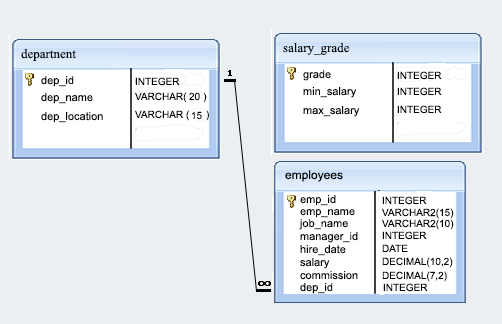 department
dep_id INTEGER
dep_name VARCHAR( 20 )
dep_location VARCHAR ( 15 )
1
∞
salary_grade
grade INTEGER
min_salary INTEGER
max_salary INTEGER
employees
emp_id INTEGER
emp_name VARCHAR2(15)
job_name VARCHAR2(10)
manager_id INTEGER
hire_date DATE
salary DECIMAL(10,2)
commission DECIMAL(7,2)
dep_id INTEGER